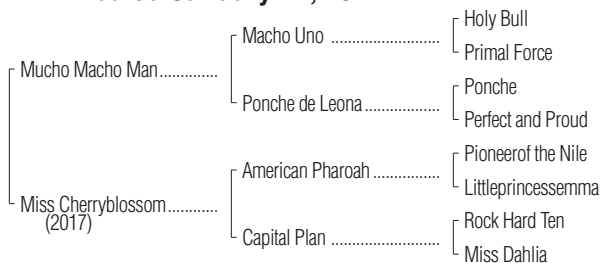 Holy Bull
Macho Uno ....................
Primal Force
Mucho Macho Man.............
Ponche
Ponche de Leona..................
Perfect and Proud
Pioneerof the Nile
American Pharoah..................
Littleprincessemma
Miss Cherryblossom...........
(2017)
Rock Hard Ten
Capital Plan ....................
Miss Dahlia